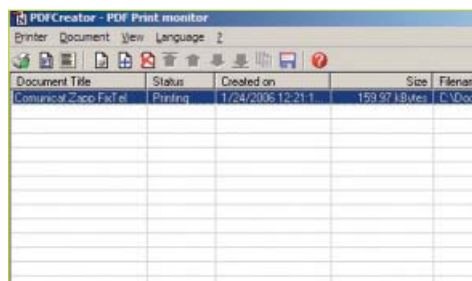 PDFCreator - PDF Print monitor
Printer Document View Language ?
Document Title Status Created on Size Filenam
Comunicat Zapp FixTel Printing 1/24/2006 12:21:1... 159.97 kBytes C:\Doc